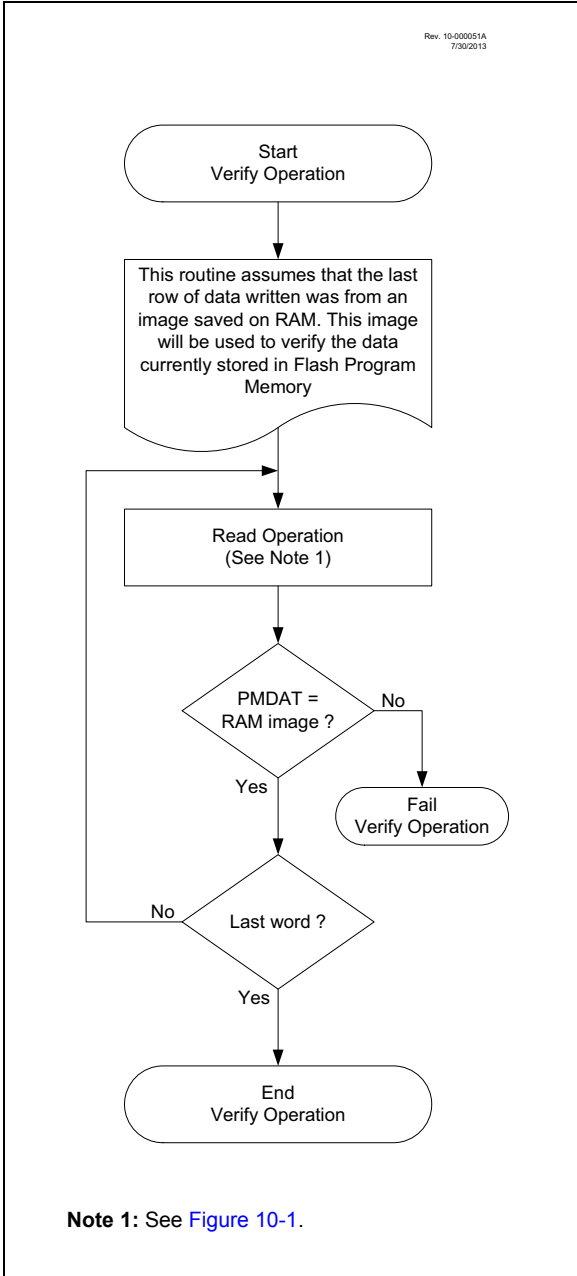 Rev. 10-000051A
7/30/2013
Start
Verify Operation
This routine assumes that the last
row of data written was from an
image saved on RAM. This image
will be used to verify the data
currently stored in Flash Program
Memory
Read Operation
(See Note 1)
PMDAT =
RAM image ?
No
Yes
Fail
Verify Operation
No
Last word ?
Yes
End
Verify Operation
Note 1: See Figure 10-1.